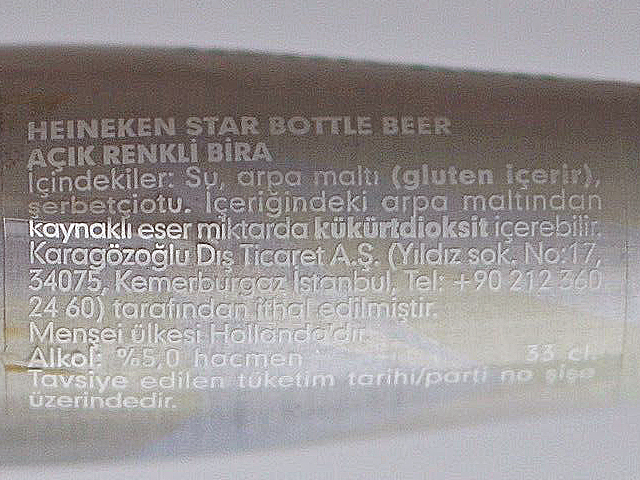 HEINEKEN STAR BOTTLE BEER
AÇIK RENKLİ BİRA
İçindekiler: Su, arpa maltı (gluten içerir),
şerbetçiotu. İçeriğindeki arpa maltından
kaynaklı eser miktarda kükürtdioksit içerebilir.
Karagözoğlu Dış Ticaret A.Ş. (Yıldız sok. No:17,
34075, Kemerburgaz İstanbul, Tel: +90 212 360
24 60) tarafından ithal edilmiştir.
Menşei ülkesi Hollanda'dır.
Alkol: %5,0 hacmen 33 cl.
Tavsiye edilen tüketim tarihi/parti no şişe
üzerindedir.